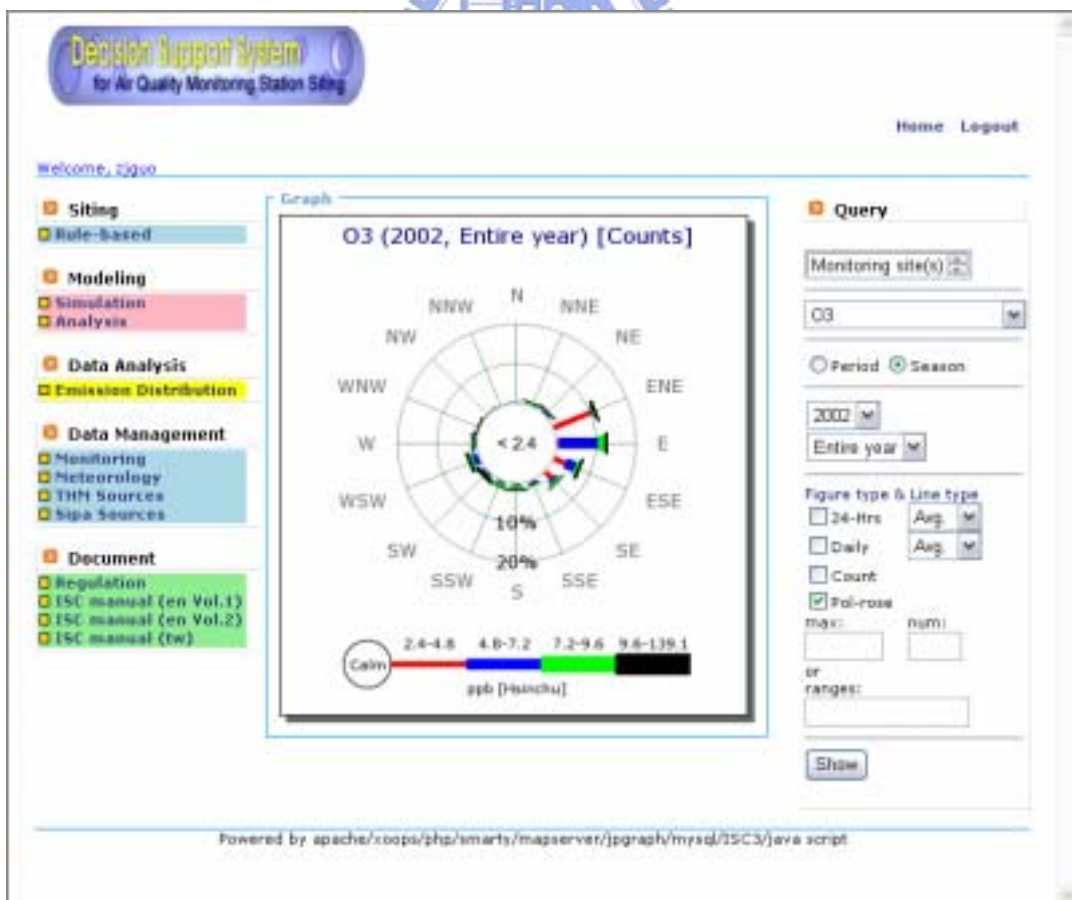 Decision Support System
for Air Quality Monitoring Station Siting
Home Logout
Welcome, zjguo
Siting
Rule-based
Modeling
Simulation
Analysis
Data Analysis
Emission Distribution
Data Management
Monitoring
Meteorology
THM Sources
Sipa Sources
Document
Regulation
ISC manual (en Vol.1)
ISC manual (en Vol.2)
ISC manual (tw)
Graph
O3 (2002, Entire year) [Counts]
N
NNW NNE
NW NE
WNW ENE
W < 2.4 E
WSW ESE
10%
SW SE
20%
SSW SSE
S
2.4-4.8 4.8-7.2 7.2-9.6 9.6-139.1
Calm
ppb [Hsinchu]
Query
Monitoring site(s)
O3
Period Season
2002
Entire year
Figure type & Line type
24-Hrs Avg.
Daily Avg.
Count
Pol-rose
max: num:
or
ranges:
Show
Powered by apache/xoops/php/smarts/mapserver/jpgraph/mysql/ISC3/java script